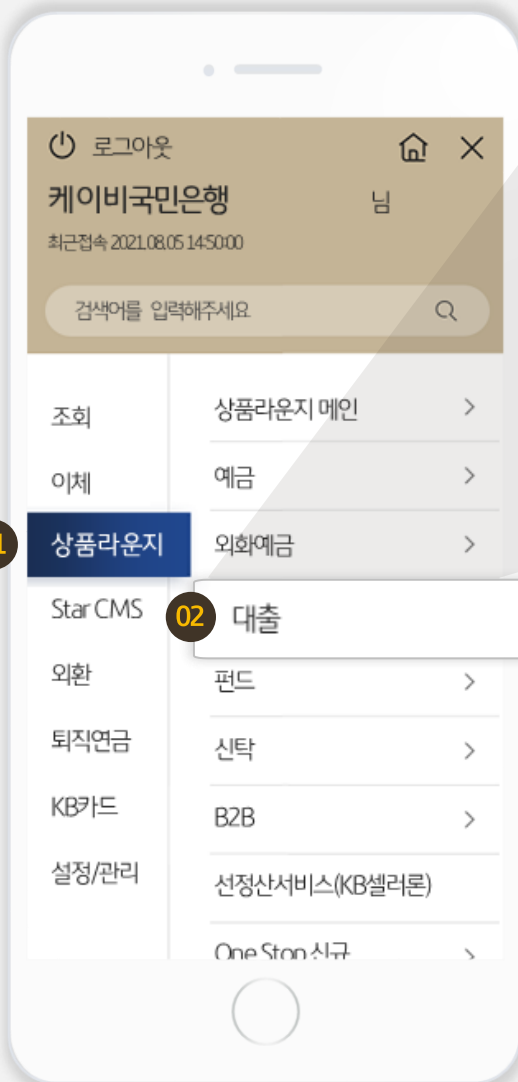 로그아웃
케이비국민은행 님
최근접속 2021.08.05 14:50:00
검색어를 입력해주세요
조회
이체
상품라운지
Star CMS
외환
퇴직연금
KB카드
설정/관리
상품라운지 메인
예금
외화예금
02 대출
펀드
신탁
B2B
선정산서비스(KB셀러론)
One Stop 신규